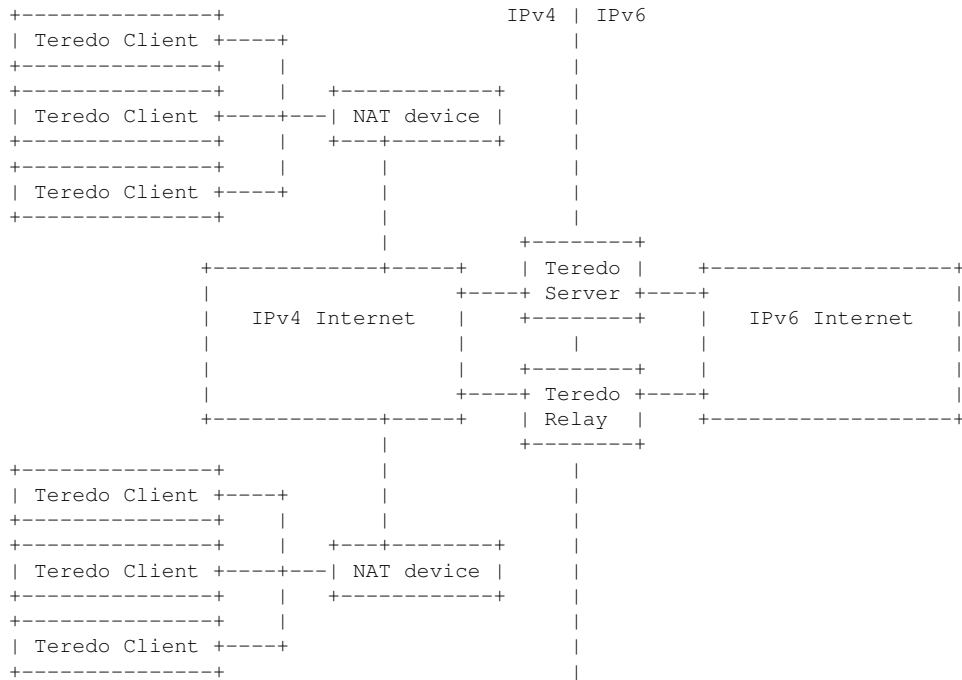 IPv4 | IPv6
Teredo Client
Teredo Client
NAT device
Teredo Client
Teredo
Server
IPv4 Internet
IPv6 Internet
Teredo
Relay
Teredo Client
Teredo Client
NAT device
Teredo Client